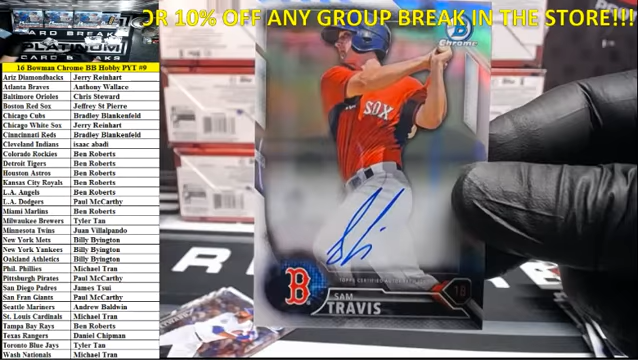 OR 10% OFF ANY GROUP BREAK IN THE STORE!!!
CARD BREAKS
PLATINUM
16 Bowman Chrome BB Hobby PYT #9
Ariz Diamondbacks Jerry Reinhart
Atlanta Braves Anthony Wallace
Baltimore Orioles Chris Steward
Boston Red Sox Jeffrey St Pierre
Chicago Cubs Bradley Blankenfeld
Chicago White Sox Jerry Reinhart
Cinncinnati Reds Bradley Blankenfeld
Cleveland Indians isaac abadi
Colorado Rockies Ben Roberts
Detroit Tigers Ben Roberts
Houston Astros Ben Roberts
Kansas City Royals Ben Roberts
L.A. Angels Ben Roberts
L.A. Dodgers Paul McCarthy
Miami Marlins Ben Roberts
Milwaukee Brewers Tyler Tan
Minnesota Twins Juan Villalpando
New York Mets Billy Byington
New York Yankees Billy Byington
Oakland Athletics Billy Byington
Phil. Phillies Michael Tran
Pittsburgh Pirates Paul McCarthy
San Diego Padres James Tsui
San Fran Giants Paul McCarthy
Seattle Mariners Andrew Baldwin
St. Louis Cardinals Michael Tran
Tampa Bay Rays Ben Roberts
Texas Rangers Daniel Chipman
Toronto Blue Jays Tyler Tan
Wash Nationals Michael Tran
Bowman
Chrome
SOX
TOPPS CERTIFIED AUTOGRAPH ISSUE
B
SAM
TRAVIS
1B